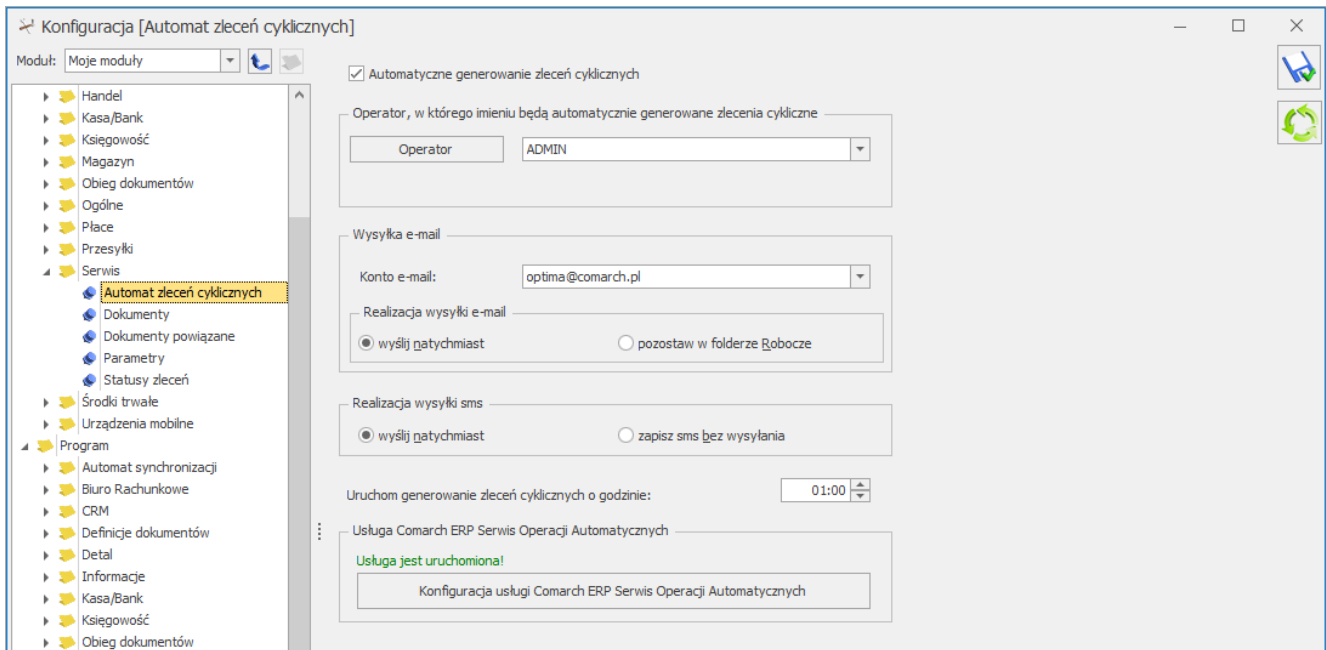 Konfiguracja [Automat zleceń cyklicznych]
Moduł: Moje moduły
Handel
Kasa/Bank
Księgowość
Magazyn
Obieg dokumentów
Ogólne
Płace
Przesyłki
Serwis
Automat zleceń cyklicznych
Dokumenty
Dokumenty powiązane
Parametry
Statusy zleceń
Środki trwałe
Urządzenia mobilne
Program
Automat synchronizacji
Biuro Rachunkowe
CRM
Definicje dokumentów
Detal
Informacje
Kasa/Bank
Księgowość
Obieg dokumentów
Automatyczne generowanie zleceń cyklicznych
Operator, w którego imieniu będą automatycznie generowane zlecenia cykliczne
Operator ADMIN
Wysyłka e-mail
Konto e-mail: optima@comarch.pl
Realizacja wysyłki e-mail
wyślij natychmiast pozostaw w folderze Robocze
Realizacja wysyłki sms
wyślij natychmiast zapisz sms bez wysyłania
Uruchom generowanie zleceń cyklicznych o godzinie: 01:00
Usługa Comarch ERP Serwis Operacji Automatycznych
Usługa jest uruchomiona!
Konfiguracja usługi Comarch ERP Serwis Operacji Automatycznych